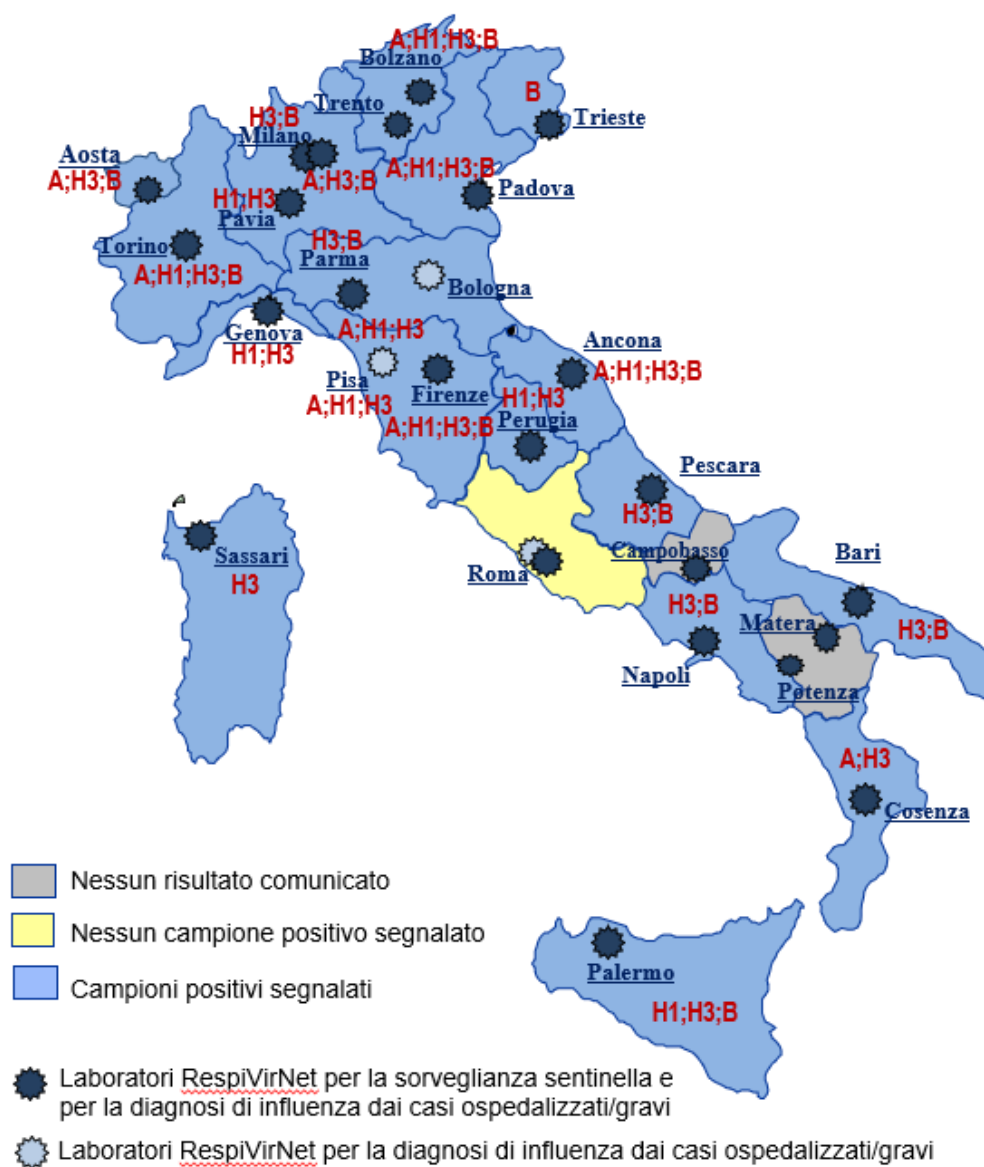 A;H1;H3;B
Bolzano
B
Trento
Trieste
H3;B
Milano
Aosta
A;H3;B
A;H3;B
A;H1;H3;B
Padova
H1;H3
Pavia
Torino
A;H1;H3;B
H3;B
Parma
Bologna
Genova
H1;H3
A;H1;H3
Pisa
A;H1;H3
Firenze
A;H1;H3;B
Ancona
A;H1;H3;B
H1;H3
Perugia
Pescara
H3;B
Sassari
H3
Roma
Campobasso
Bari
H3;B
H3;B
Napoli
Matera
Potenza
A;H3
Cosenza
Nessun risultato comunicato
Nessun campione positivo segnalato
Campioni positivi segnalati
Palermo
H1;H3;B
Laboratori RespiVirNet per la sorveglianza sentinella e
per la diagnosi di influenza dai casi ospedalizzati/gravi
Laboratori RespiVirNet per la diagnosi di influenza dai casi ospedalizzati/gravi